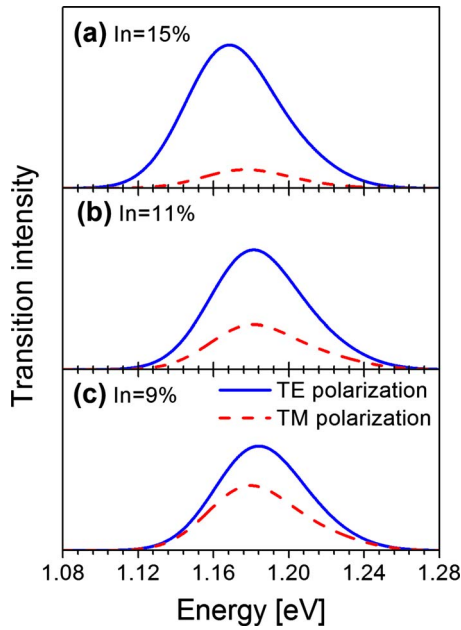 (a) In=15%
(b) In=11%
(c) In=9%
TE polarization
TM polarization
Transition intensity
1.08 1.12 1.16 1.20 1.24 1.28
Energy [eV]